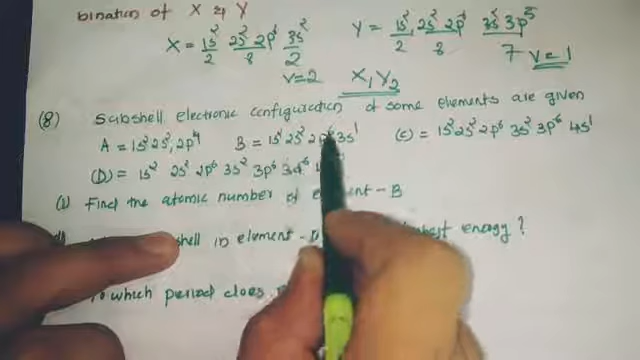 bination of X & Y
X = 1s² 2s² 2p⁶ 3s²
2 8 2
V=2
Y = 1s², 2s² 2p⁶ 3s² 3p⁵
2 8 7 V=1
X₁Y₂
(8) Subshell electronic configuration of some elements are given
A = 1s² 2s², 2p⁴ B = 1s² 2s² 2p⁶ 3s¹ (C) = 1s² 2s² 2p⁶ 3s² 3p⁶ 4s¹
(D) = 1s² 2s² 2p⁶ 3s² 3p⁶ 3d⁶
(1) Find the atomic number of - B
shell in element - energy ?
which period does